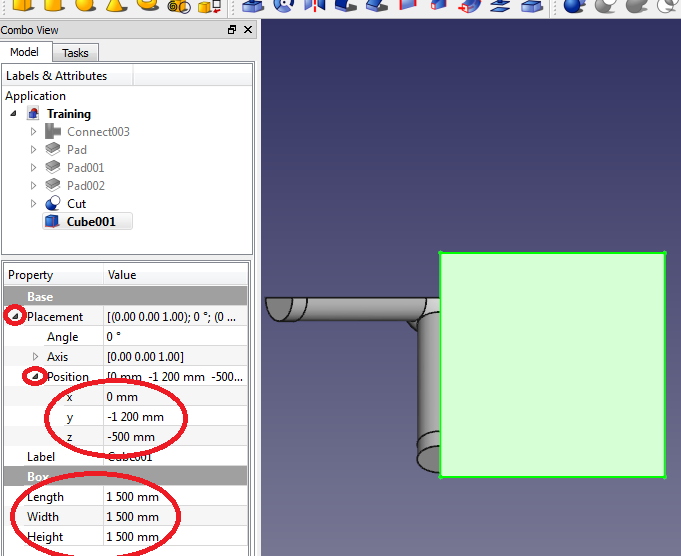 Combo View
Model Tasks
Labels & Attributes
Application
Training
Connect003
Pad
Pad001
Pad002
Cut
Cube001
Property Value
Base
Placement [(0.00 0.00 1.00); 0 °; (0 ...
Angle 0 °
Axis [0.00 0.00 1.00]
Position [0 mm -1 200 mm -500...
x 0 mm
y -1 200 mm
z -500 mm
Label Cube001
Box
Length 1 500 mm
Width 1 500 mm
Height 1 500 mm